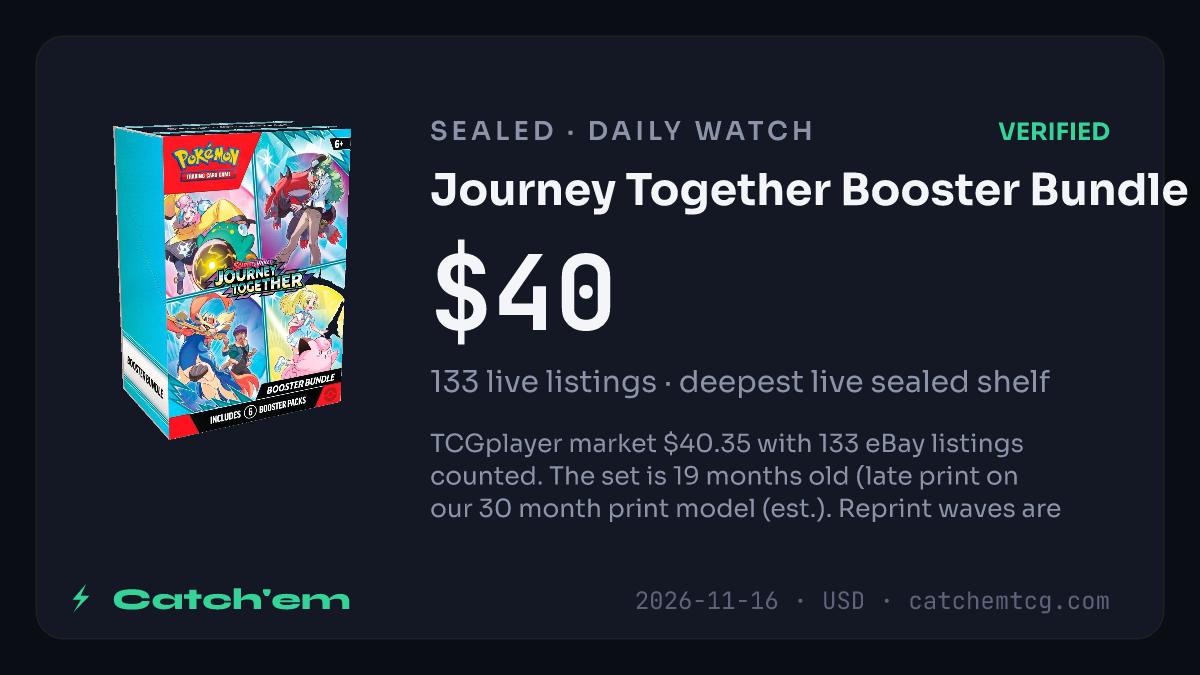 SEALED · DAILY WATCH
VERIFIED
Journey Together Booster Bundle
$40
133 live listings · deepest live sealed shelf
TCGplayer market $40.35 with 133 eBay listings
counted. The set is 19 months old (late print on
our 30 month print model (est.). Reprint waves are
POKéMON
TRADING CARD GAME
6+
JOURNEY
TOGETHER
BOOSTER BUNDLE
BOOSTER BUNDLE
INCLUDES 6 BOOSTER PACKS
Catch'em
2026-11-16 · USD · catchemtcg.com